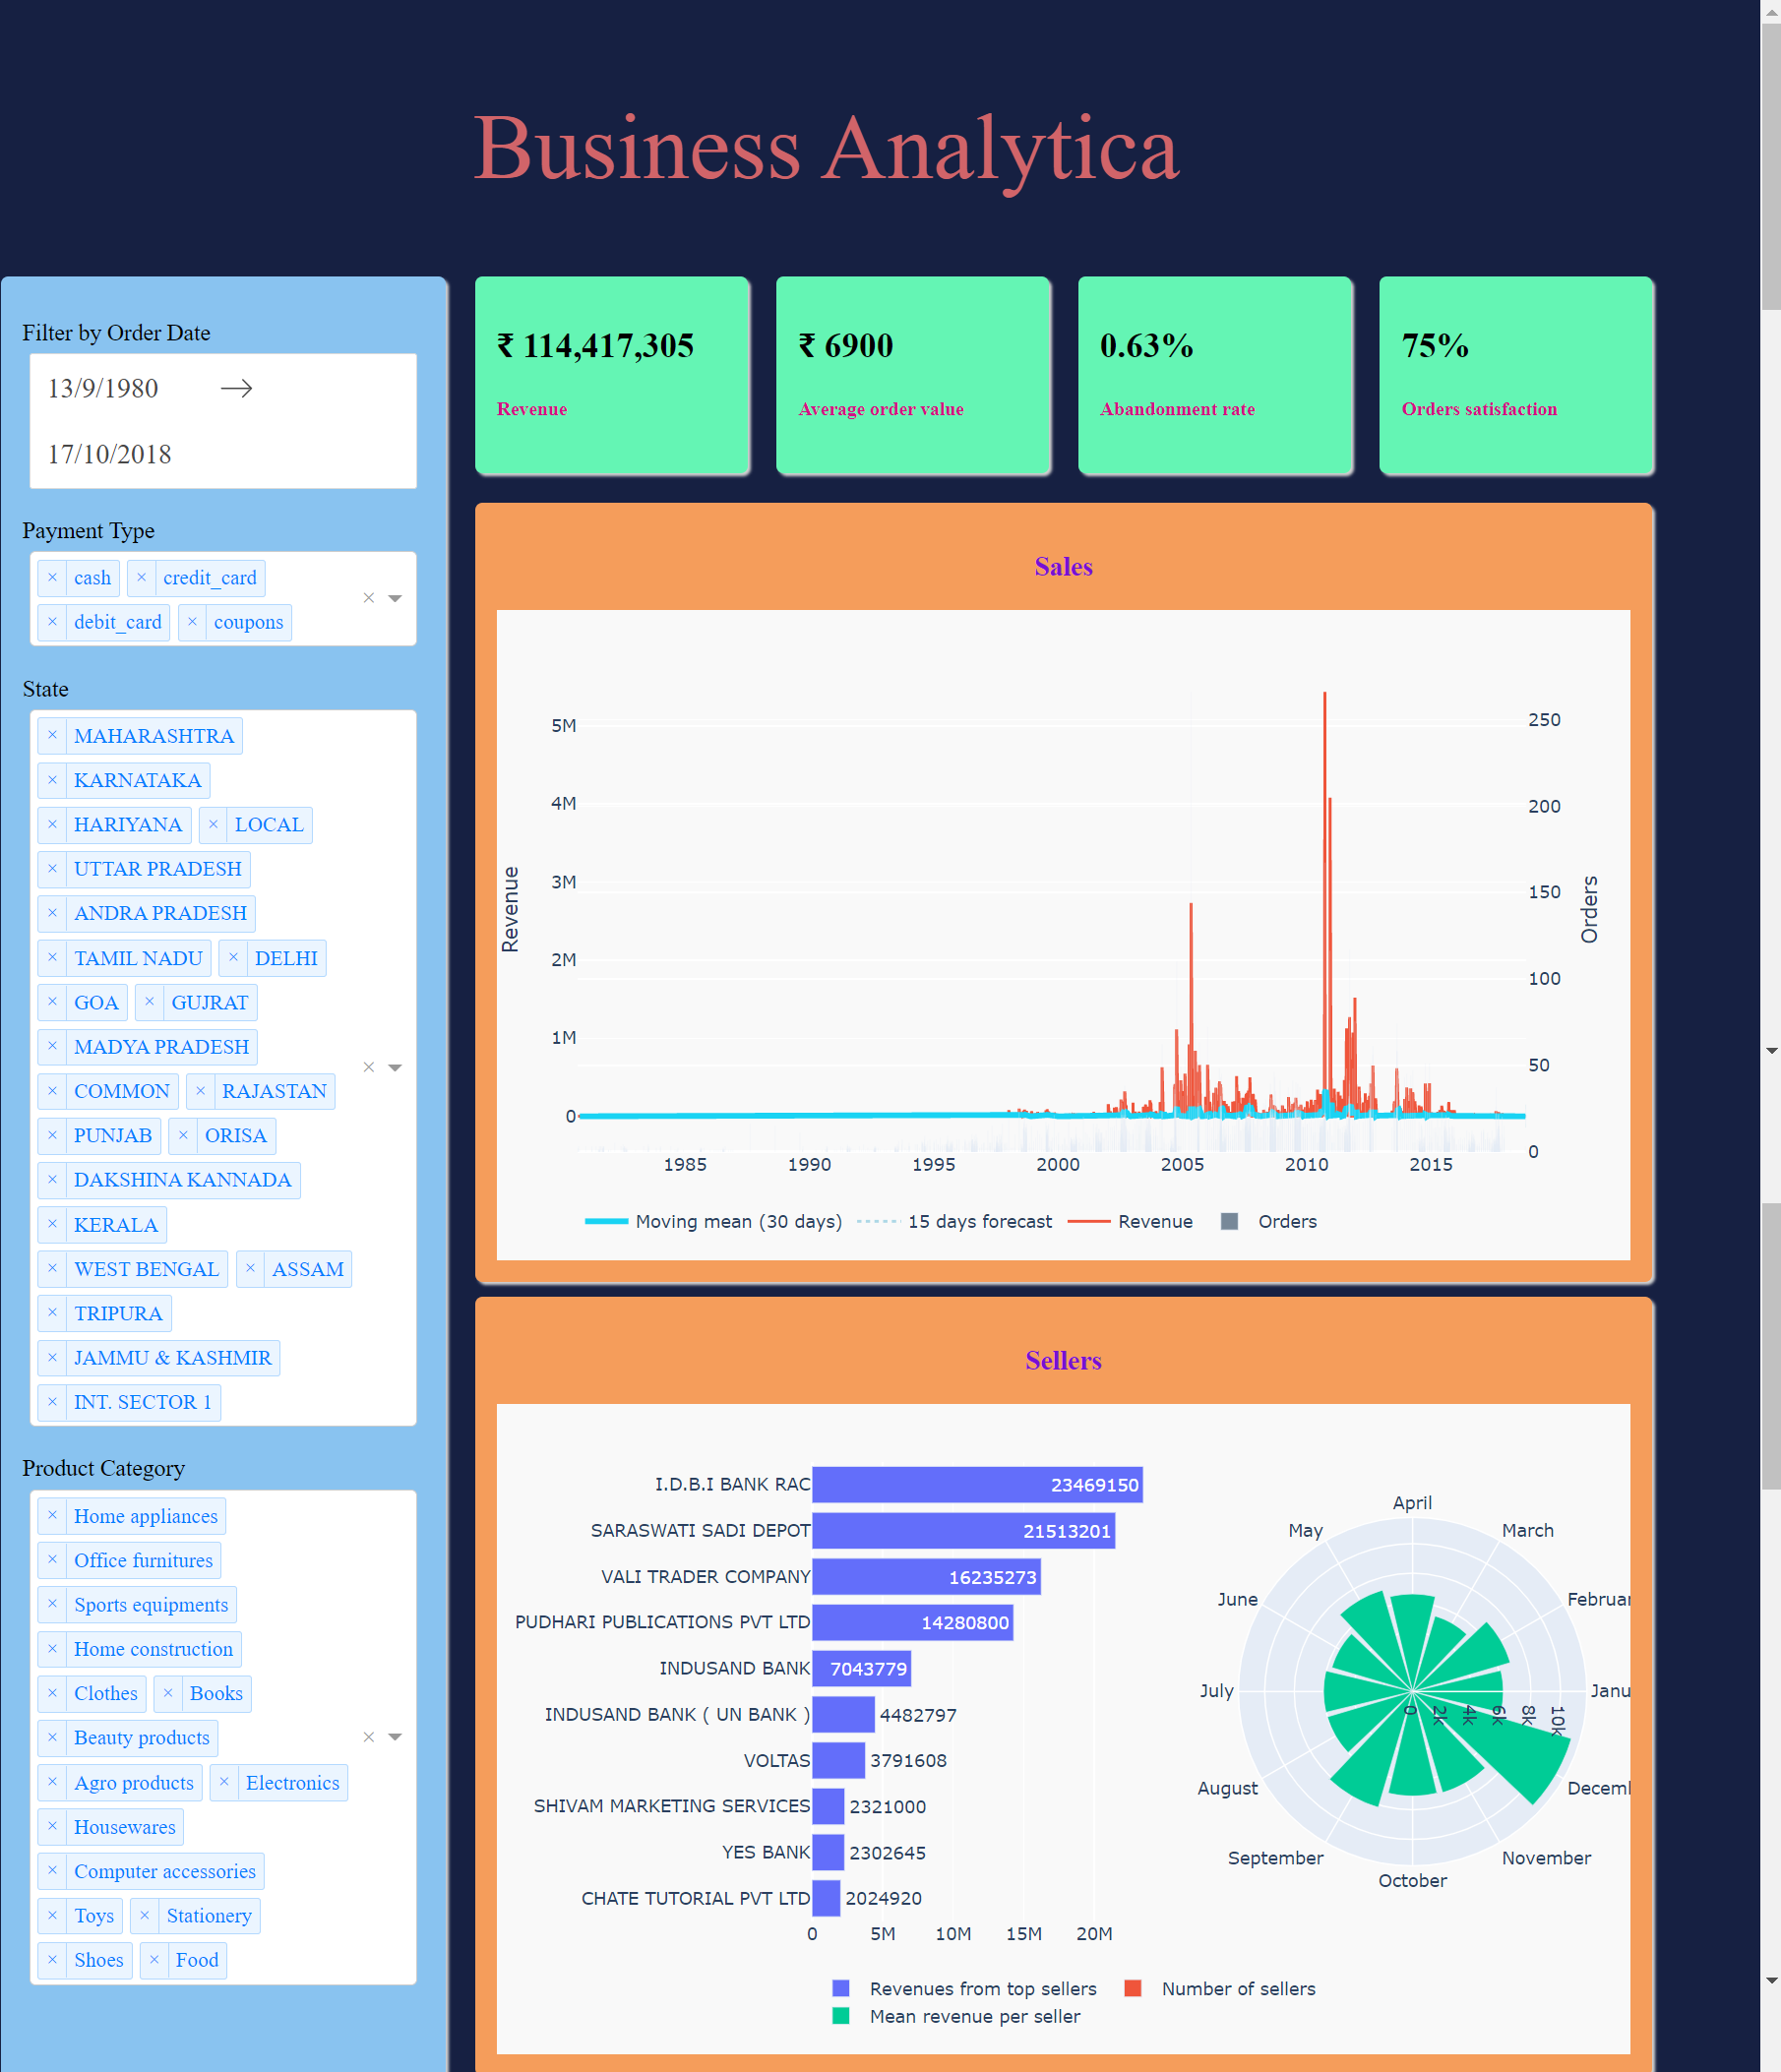 Business Analytica
Filter by Order Date
13/9/1980
17/10/2018
Payment Type
× cash × credit_card
× debit_card × coupons
State
× MAHARASHTRA
× KARNATAKA
× HARIYANA × LOCAL
× UTTAR PRADESH
× ANDRA PRADESH
× TAMIL NADU × DELHI
× GOA × GUJRAT
× MADYA PRADESH
× COMMON × RAJASTAN
× PUNJAB × ORISA
× DAKSHINA KANNADA
× KERALA
× WEST BENGAL × ASSAM
× TRIPURA
× JAMMU & KASHMIR
× INT. SECTOR 1
Product Category
× Home appliances
× Office furnitures
× Sports equipments
× Home construction
× Clothes × Books
× Beauty products
× Agro products × Electronics
× Housewares
× Computer accessories
× Toys × Stationery
× Shoes × Food
₹ 114,417,305
Revenue
₹ 6900
Average order value
0.63%
Abandonment rate
75%
Orders satisfaction
Sales
Revenue
5M
4M
3M
2M
1M
0
250
200
150
100
50
0
Orders
1985 1990 1995 2000 2005 2010 2015
Moving mean (30 days) 15 days forecast Revenue Orders
Sellers
I.D.B.I BANK RAC 23469150
SARASWATI SADI DEPOT 21513201
VALI TRADER COMPANY 16235273
PUDHARI PUBLICATIONS PVT LTD 14280800
INDUSAND BANK 7043779
INDUSAND BANK ( UN BANK ) 4482797
VOLTAS 3791608
SHIVAM MARKETING SERVICES 2321000
YES BANK 2302645
CHATE TUTORIAL PVT LTD 2024920
0 5M 10M 15M 20M
April
May March
June Februar
July Janu
0 2k 4k 6k 8k 10k
August Decem
September November
October
Revenues from top sellers Number of sellers
Mean revenue per seller